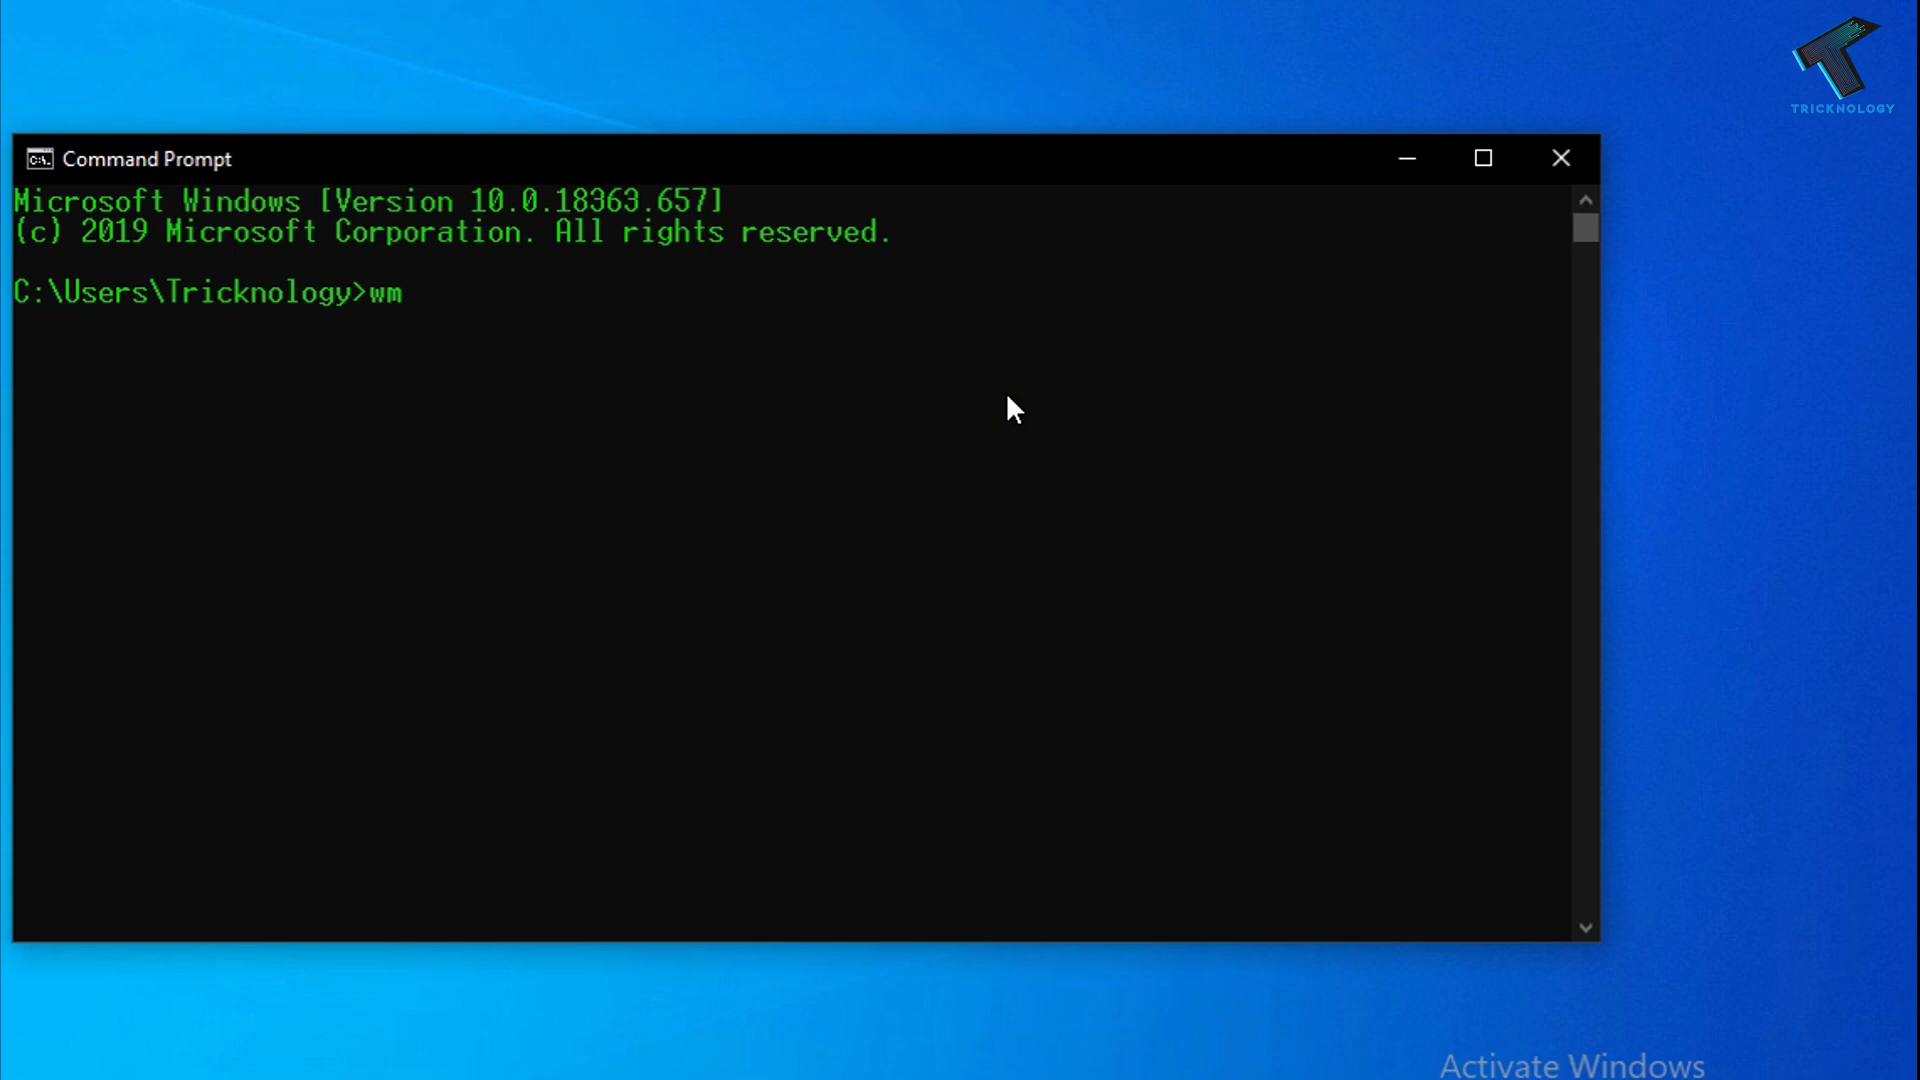 TRICKNOLOGY
Command Prompt
Microsoft Windows [Version 10.0.18363.657]
(c) 2019 Microsoft Corporation. All rights reserved.
C:\Users\Tricknology>wm
Activate Windows